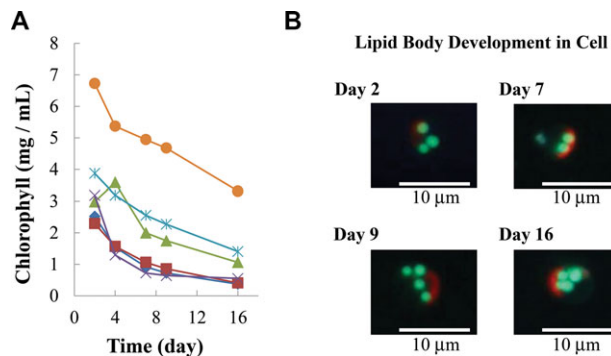 A
Chlorophyll (mg / mL)
8
7
6
5
4
3
2
1
0
0 4 8 12 16
Time (day)
B
Lipid Body Development in Cell
Day 2 Day 7
10 μm 10 μm
Day 9 Day 16
10 μm 10 μm